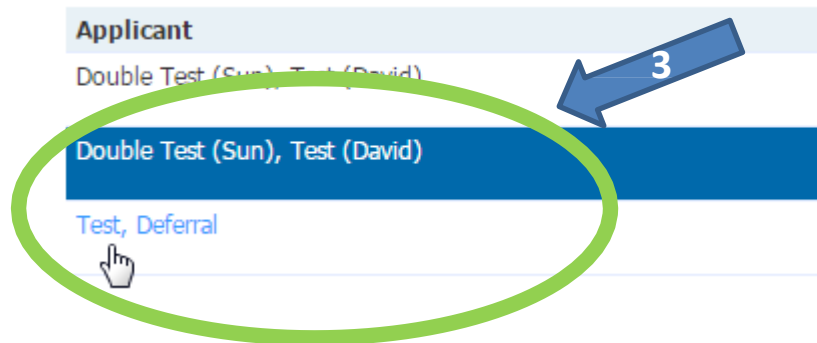 Applicant
Double Test (Sun), Test (David)
3
Double Test (Sun), Test (David)
Test, Deferral